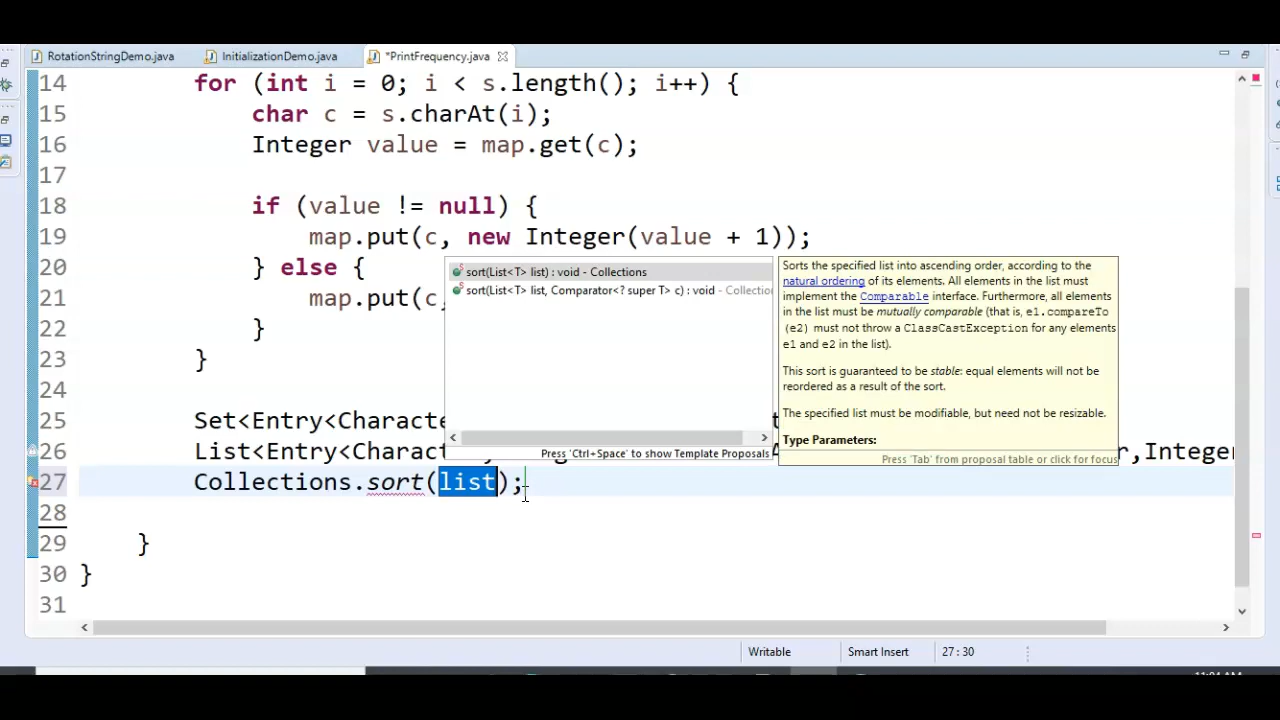 RotationStringDemo.java InitializationDemo.java *PrintFrequency.java
14 for (int i = 0; i < s.length(); i++) {
15 char c = s.charAt(i);
16 Integer value = map.get(c);
17
18 if (value != null) {
19 map.put(c, new Integer(value + 1));
20 } else {
21 map.put(c,
22 }
23 }
24
25 Set<Entry<Characte
26 List<Entry<Charact ,Integer
27 Collections.sort(list);
28
29 }
30 }
31
sort(List<T> list) : void - Collections
sort(List<T> list, Comparator<? super T> c) : void - Collectio
Press 'Ctrl+Space' to show Template Proposals
Sorts the specified list into ascending order, according to the
natural ordering of its elements. All elements in the list must
implement the Comparable interface. Furthermore, all elements
in the list must be mutually comparable (that is, e1.compareTo
(e2) must not throw a ClassCastException for any elements
e1 and e2 in the list).
This sort is guaranteed to be stable: equal elements will not be
reordered as a result of the sort.
The specified list must be modifiable, but need not be resizable.
Type Parameters:
Press 'Tab' from proposal table or click for focus
Writable Smart Insert 27 : 30